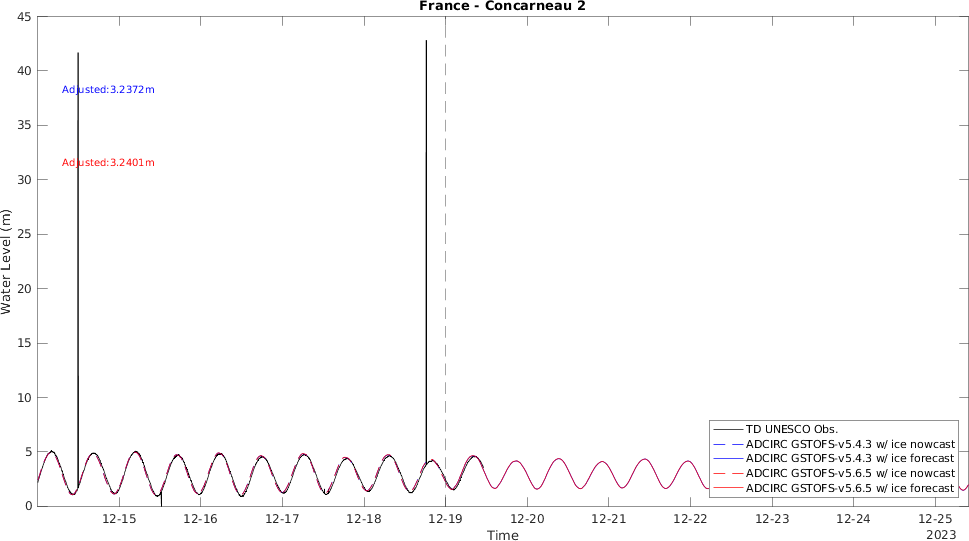 France - Concarneau 2
45
40
35
30
25
20
15
10
5
0
Water Level (m)
Adjusted:3.2372m
Adjusted:3.2401m
TD UNESCO Obs.
ADCIRC GSTOFS-v5.4.3 w/ ice nowcast
ADCIRC GSTOFS-v5.4.3 w/ ice forecast
ADCIRC GSTOFS-v5.6.5 w/ ice nowcast
ADCIRC GSTOFS-v5.6.5 w/ ice forecast
12-15 12-16 12-17 12-18 12-19 12-20 12-21 12-22 12-23 12-24 12-25
2023
Time